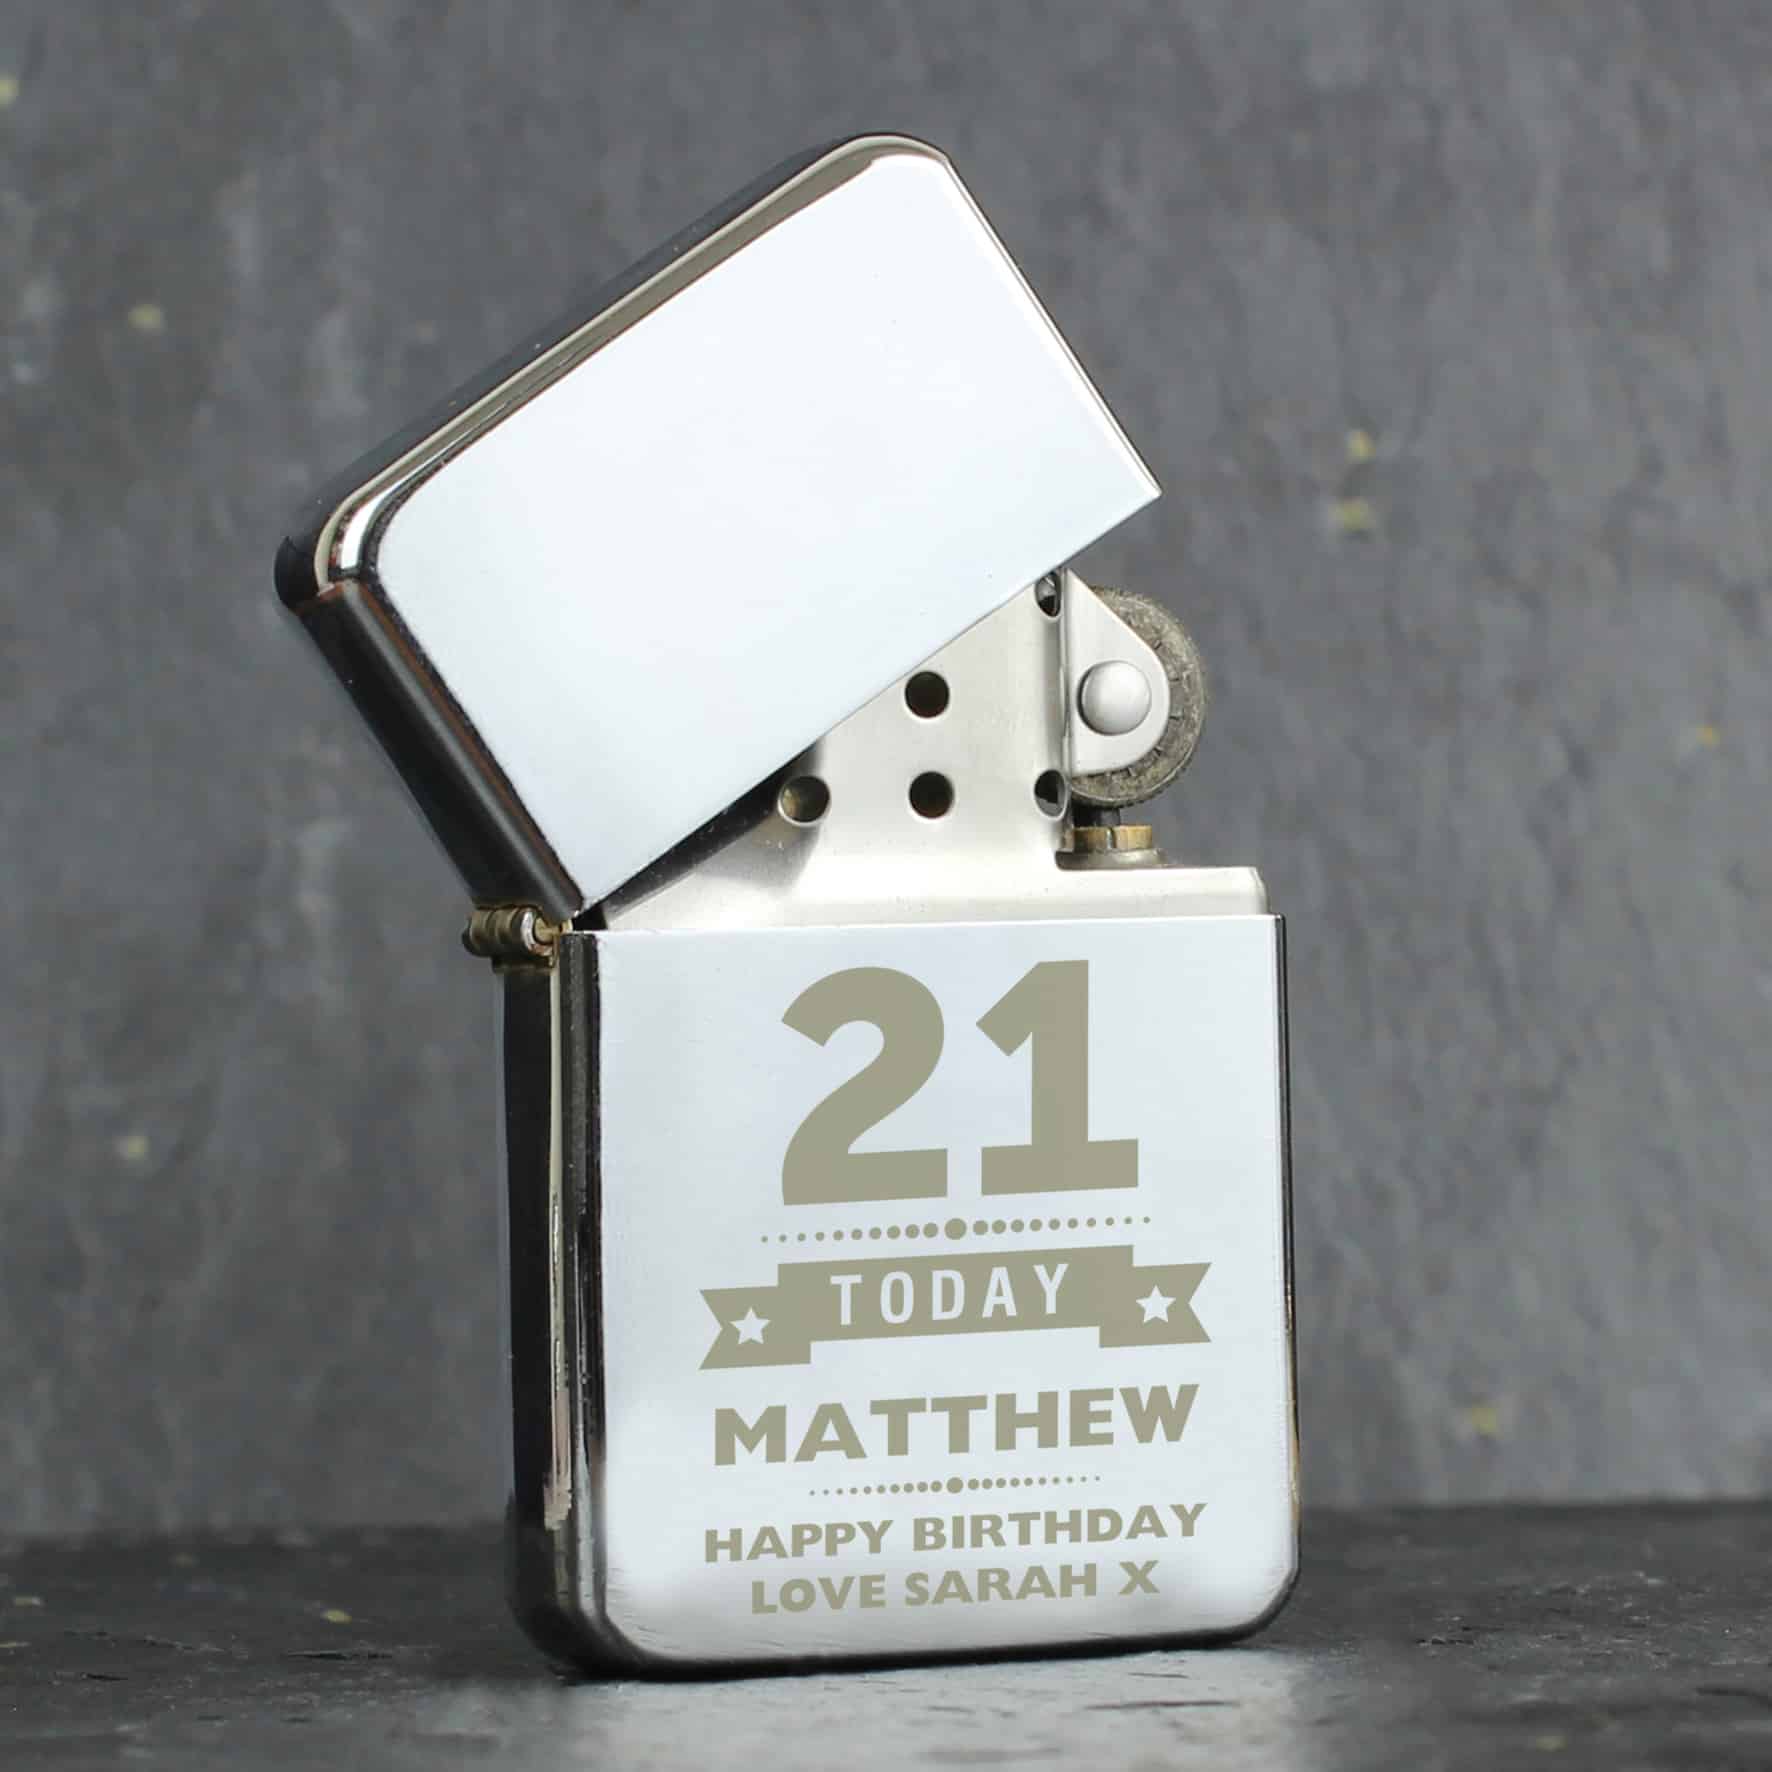 21
TODAY
MATTHEW
HAPPY BIRTHDAY
LOVE SARAH X